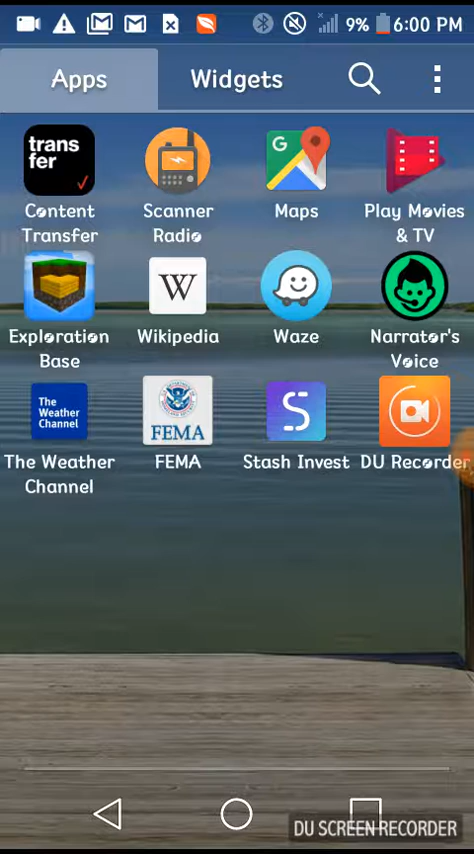 9% 6:00 PM
Apps Widgets
trans
fer
G
Content
Transfer
Scanner
Radio
Maps
Play Movies
& TV
W
Exploration
Base
Wikipedia
Waze
Narrator's
Voice
The
Weather
Channel
FEMA
S
The Weather
Channel
FEMA
Stash Invest
DU Recorder
DU SCREEN RECORDER